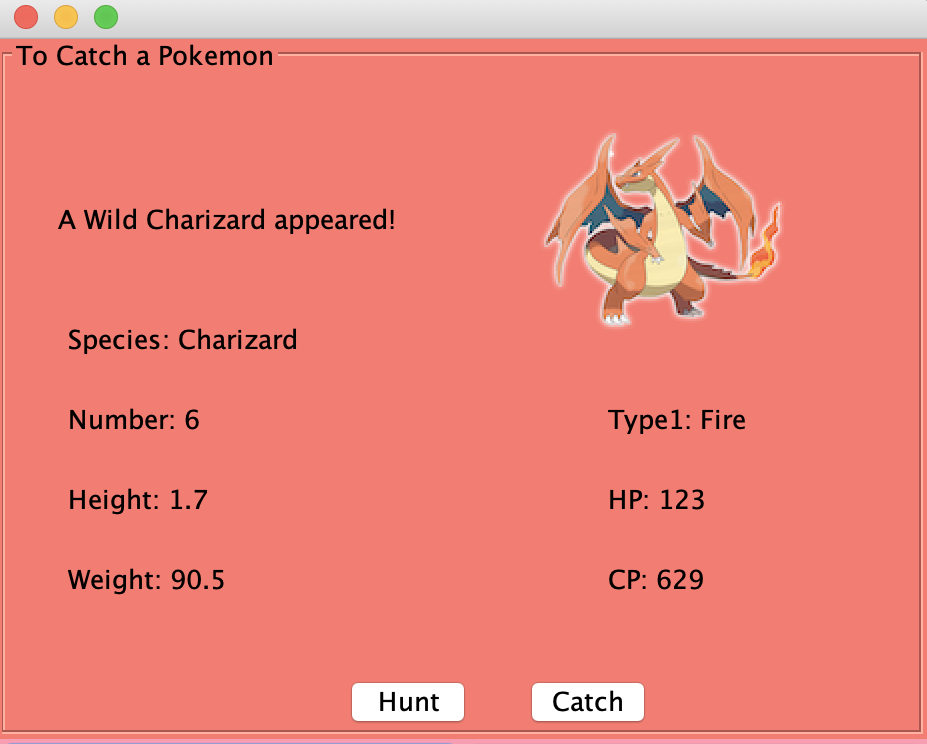 To Catch a Pokemon
A Wild Charizard appeared!
Species: Charizard
Number: 6
Type1: Fire
Height: 1.7
HP: 123
Weight: 90.5
CP: 629
Hunt
Catch